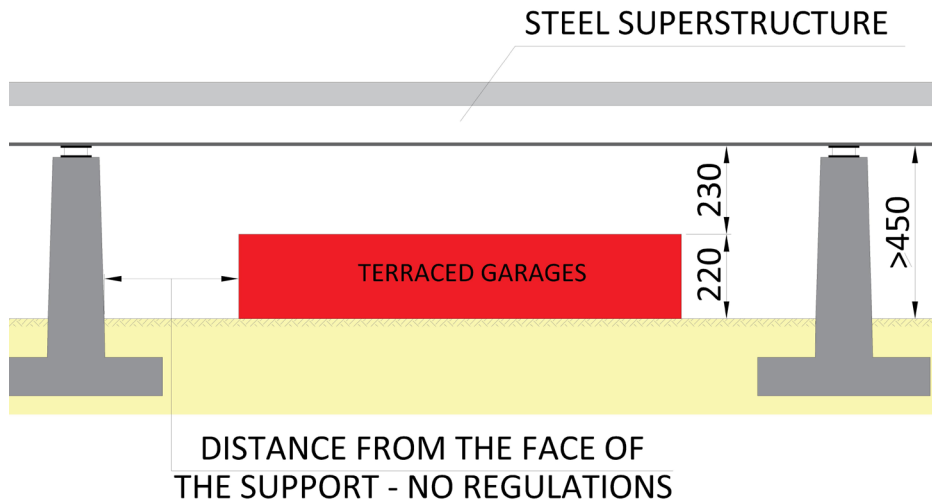 STEEL SUPERSTRUCTURE
230
>450
TERRACED GARAGES
220
DISTANCE FROM THE FACE OF
THE SUPPORT - NO REGULATIONS